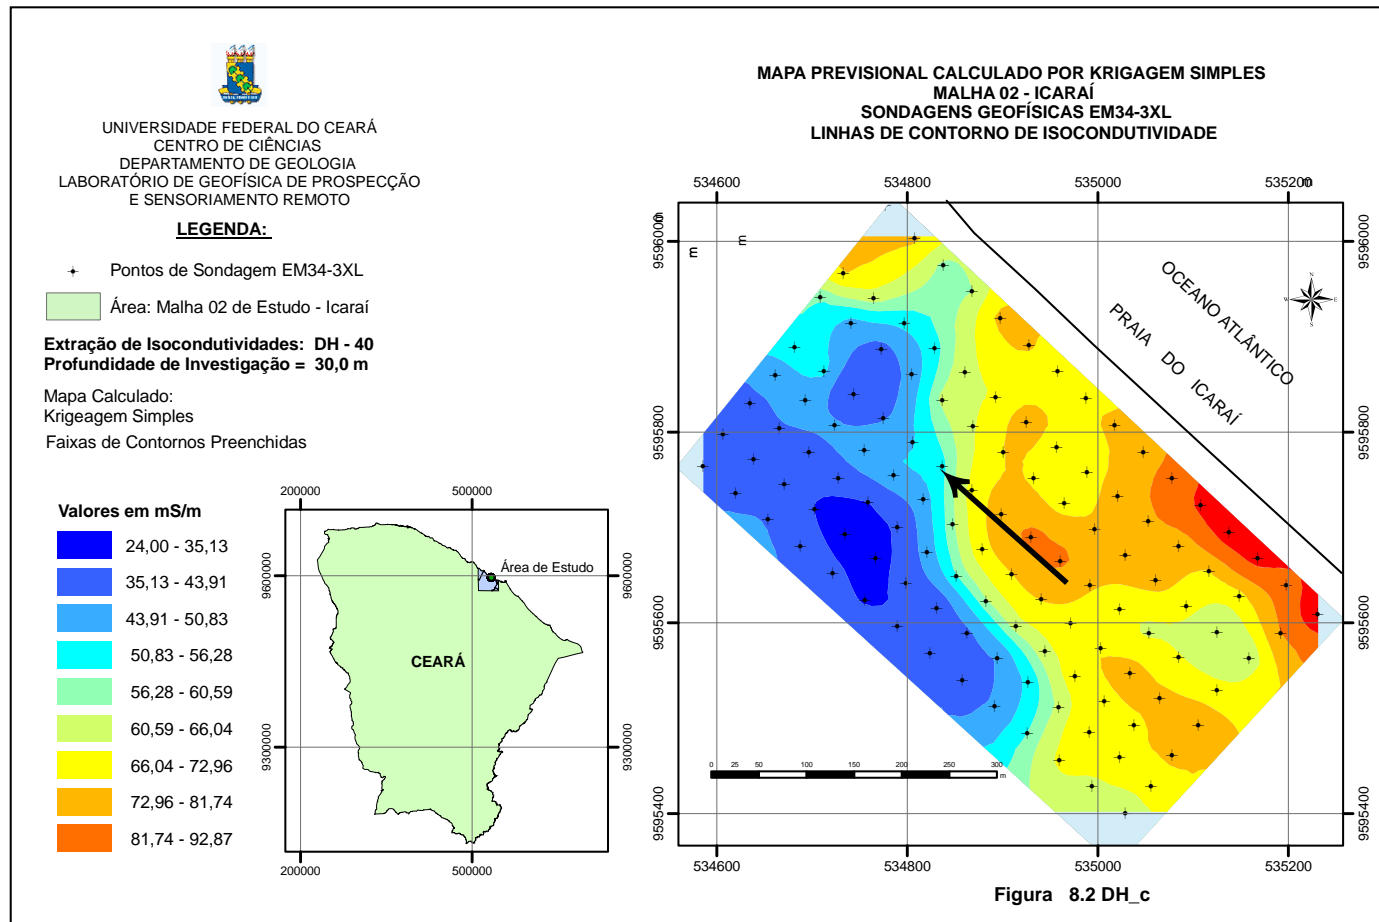 UNIVERSIDADE FEDERAL DO CEARÁ
CENTRO DE CIÊNCIAS
DEPARTAMENTO DE GEOLOGIA
LABORATÓRIO DE GEOFÍSICA DE PROSPECÇÃO
E SENSORIAMENTO REMOTO
LEGENDA:
Pontos de Sondagem EM34-3XL
Área: Malha 02 de Estudo - Icaraí
Extração de Isocondutividades: DH - 40
Profundidade de Investigação = 30,0 m
Mapa Calculado:
Krigeagem Simples
Faixas de Contornos Preenchidas
Valores em mS/m
24,00 - 35,13
35,13 - 43,91
43,91 - 50,83
50,83 - 56,28
56,28 - 60,59
60,59 - 66,04
66,04 - 72,96
72,96 - 81,74
81,74 - 92,87
200000
500000
9600000
9600000
Área de Estudo
CEARÁ
9300000
9300000
200000
500000
MAPA PREVISIONAL CALCULADO POR KRIGAGEM SIMPLES
MALHA 02 - ICARAÍ
SONDAGENS GEOFÍSICAS EM34-3XL
LINHAS DE CONTORNO DE ISOCONDUTIVIDADE
534600
534800
535000
535200
m
9596000
m
m
9596000
OCEANO ATLÂNTICO
N
W
E
S
PRAIA DO ICARAÍ
9595800
9595800
9595600
9595600
0 25 50 100 150 200 250 300
m
9595400
9595400
534600
534800
535000
535200
Figura 8.2 DH_c